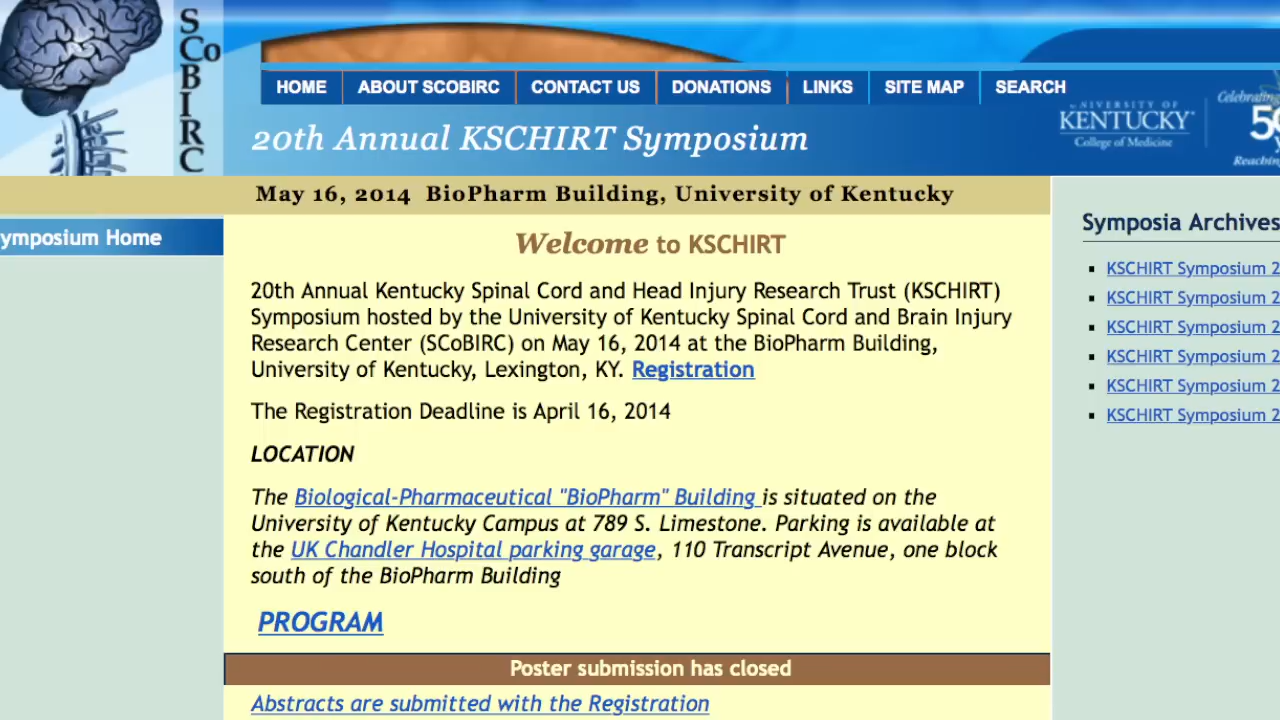 SCoBIRC
HOME
ABOUT SCOBIRC
CONTACT US
DONATIONS
LINKS
SITE MAP
SEARCH
UNIVERSITY OF
KENTUCKY
College of Medicine
Celebrating
Reaching
20th Annual KSCHIRT Symposium
May 16, 2014 BioPharm Building, University of Kentucky
ymposium Home
Welcome to KSCHIRT
20th Annual Kentucky Spinal Cord and Head Injury Research Trust (KSCHIRT)
Symposium hosted by the University of Kentucky Spinal Cord and Brain Injury
Research Center (SCoBIRC) on May 16, 2014 at the BioPharm Building,
University of Kentucky, Lexington, KY. Registration
The Registration Deadline is April 16, 2014
LOCATION
The Biological-Pharmaceutical "BioPharm" Building is situated on the
University of Kentucky Campus at 789 S. Limestone. Parking is available at
the UK Chandler Hospital parking garage, 110 Transcript Avenue, one block
south of the BioPharm Building
PROGRAM
Poster submission has closed
Abstracts are submitted with the Registration
Symposia Archives
KSCHIRT Symposium 2
KSCHIRT Symposium 2
KSCHIRT Symposium 2
KSCHIRT Symposium 2
KSCHIRT Symposium 2
KSCHIRT Symposium 2